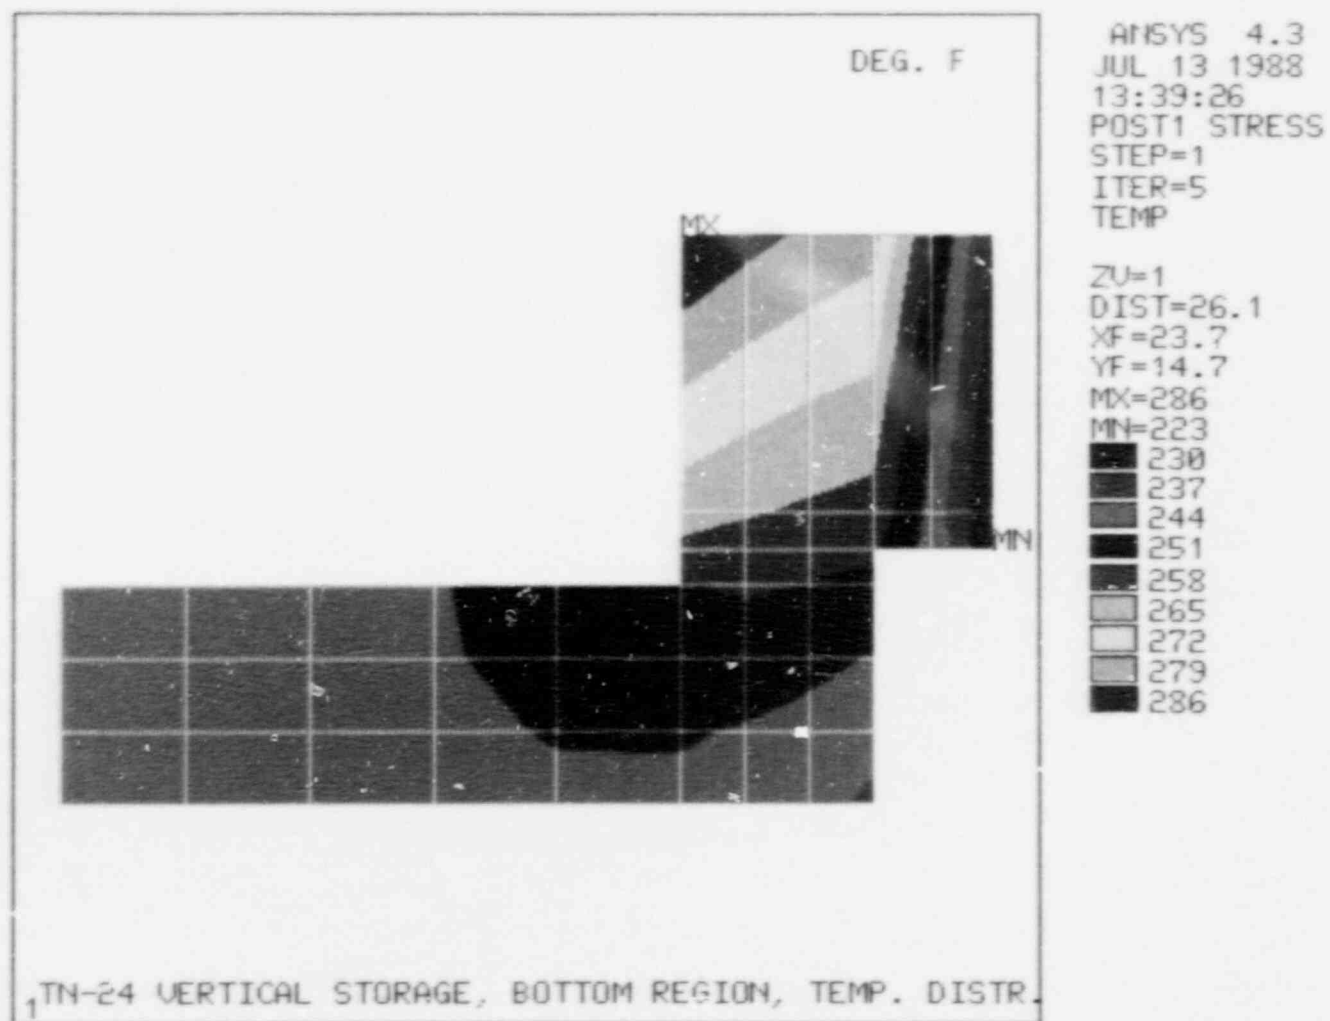 DEG. F
ANSYS 4.3
JUL 13 1988
13:39:26
POST1 STRESS
STEP=1
ITER=5
TEMP
ZV=1
DIST=26.1
XF=23.7
YF=14.7
MX=286
MN=223
230
237
244
251
258
265
272
279
286
MX
MN
1
TN-24 VERTICAL STORAGE, BOTTOM REGION, TEMP. DISTR.